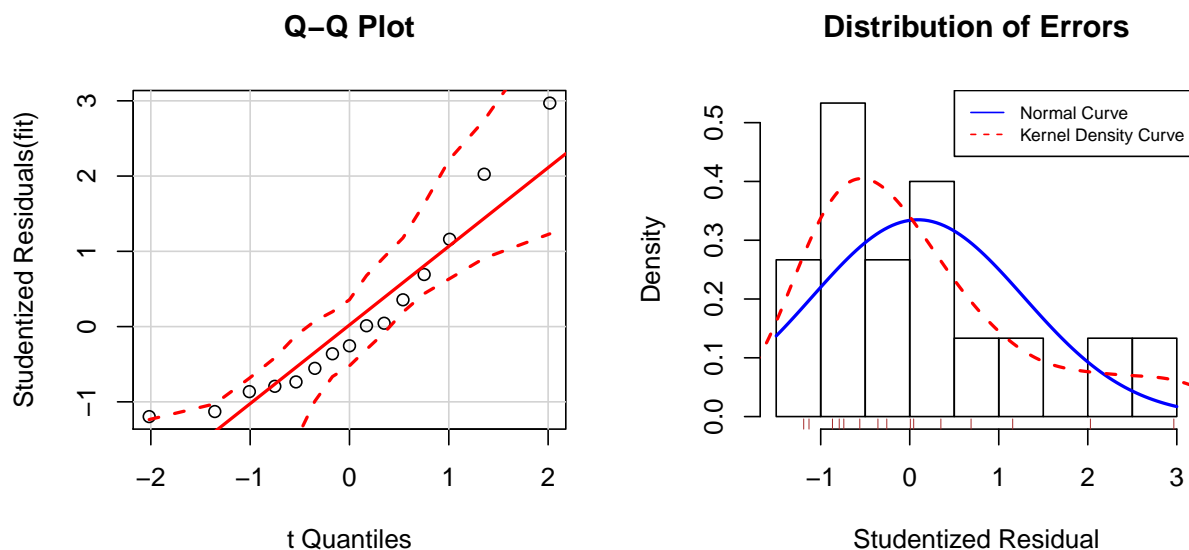 Q−Q Plot
Studentized Residuals(fit)
3
2
1
0
−1
−2
−1
0
1
2
t Quantiles
Distribution of Errors
Normal Curve
Kernel Density Curve
Density
0.5
0.4
0.3
0.2
0.1
0.0
−1
0
1
2
3
Studentized Residual